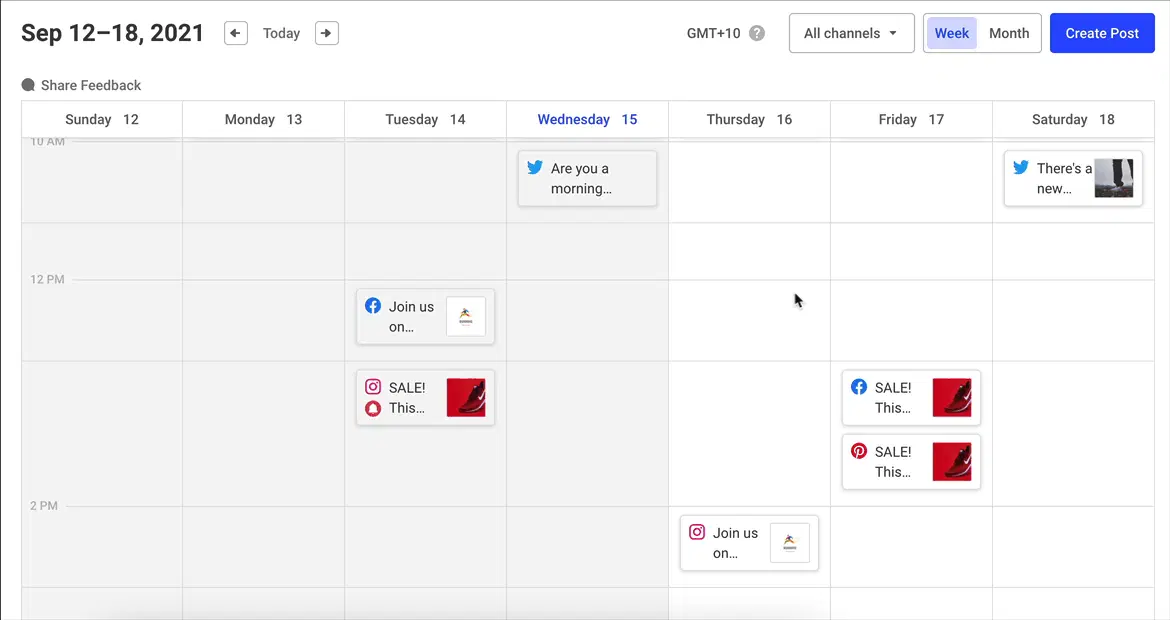 Sep 12–18, 2021
Today
GMT+10 ?
All channels
Week
Month
Create Post
Share Feedback
Sunday 12
Monday 13
Tuesday 14
Wednesday 15
Thursday 16
Friday 17
Saturday 18
10 AM
Are you a
morning...
There's a
new...
12 PM
Join us
on...
SALE!
This...
SALE!
This...
SALE!
This...
2 PM
Join us
on...